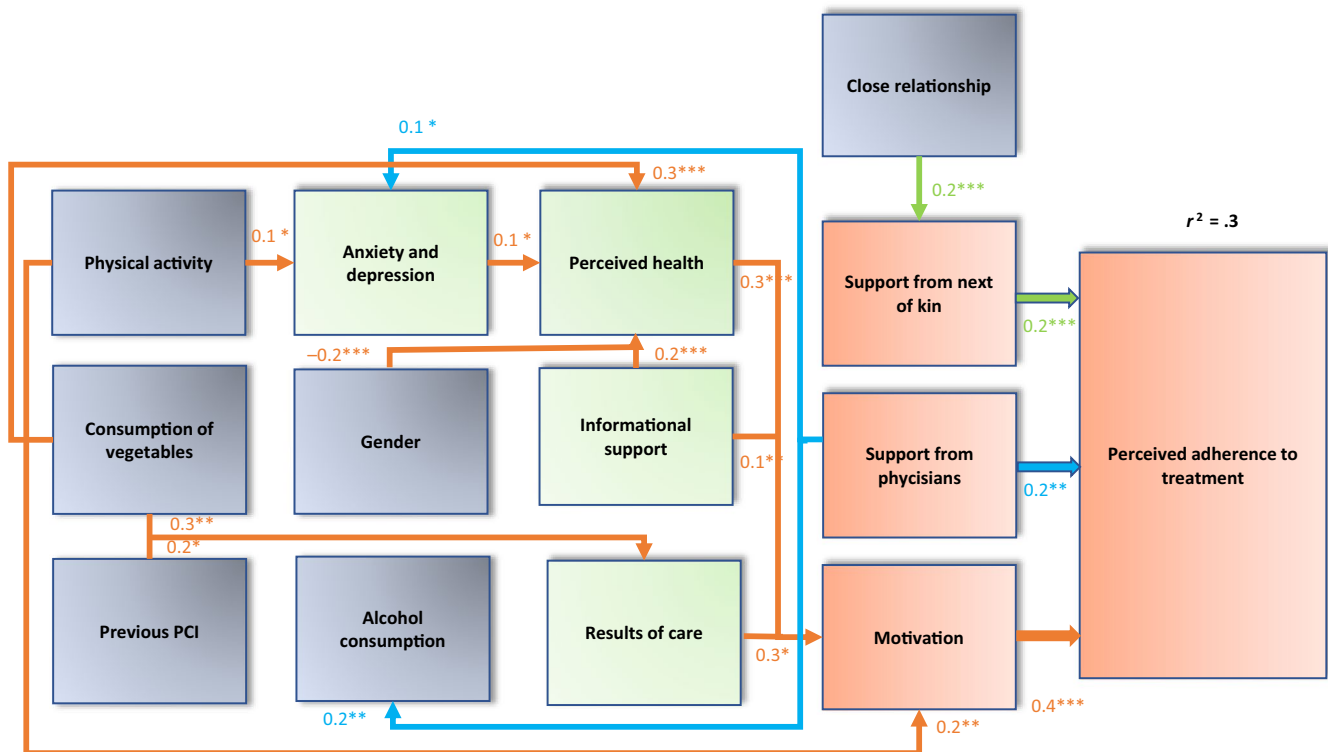 Close relationship
0.1 *
0.3***
0.2***
r² = .3
Physical activity
0.1 *
Anxiety and
depression
0.1 *
Perceived health
0.3***
Support from next
of kin
0.2***
–0.2***
0.2***
Consumption of
vegetables
Gender
Informational
support
0.1**
Support from
phycisians
0.2**
Perceived adherence to
treatment
0.3**
0.2*
Previous PCI
Alcohol
consumption
Results of care
0.3*
Motivation
0.4***
0.2**
0.2**